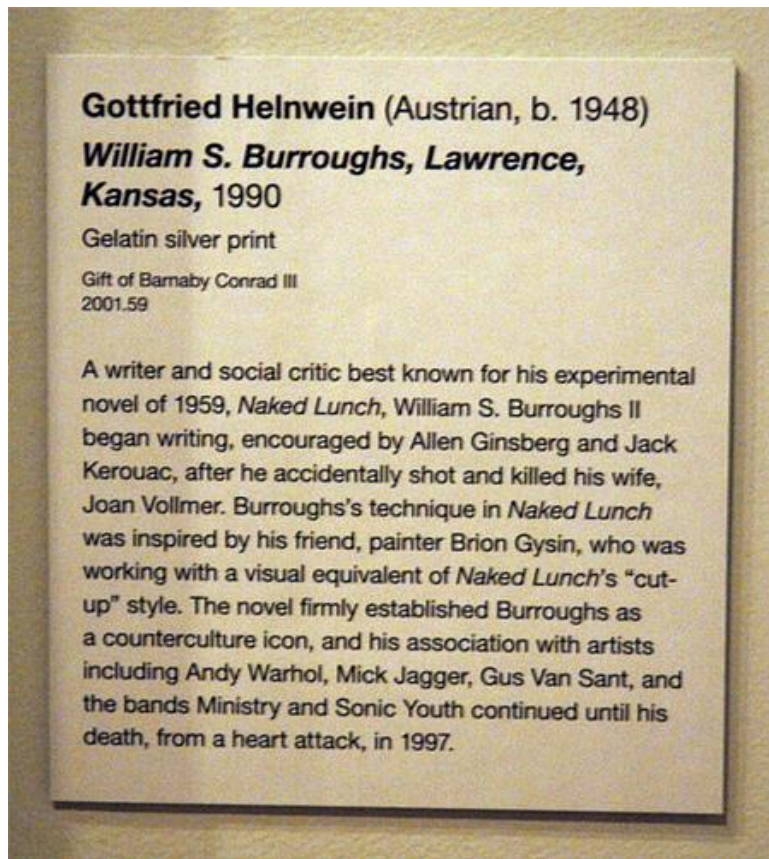 Gottfried Helnwein (Austrian, b. 1948)
William S. Burroughs, Lawrence,
Kansas, 1990
Gelatin silver print
Gift of Barnaby Conrad III
2001.59
A writer and social critic best known for his experimental
novel of 1959, Naked Lunch, William S. Burroughs II
began writing, encouraged by Allen Ginsberg and Jack
Kerouac, after he accidentally shot and killed his wife,
Joan Vollmer. Burroughs's technique in Naked Lunch
was inspired by his friend, painter Brion Gysin, who was
working with a visual equivalent of Naked Lunch's “cut-
up” style. The novel firmly established Burroughs as
a counterculture icon, and his association with artists
including Andy Warhol, Mick Jagger, Gus Van Sant, and
the bands Ministry and Sonic Youth continued until his
death, from a heart attack, in 1997.